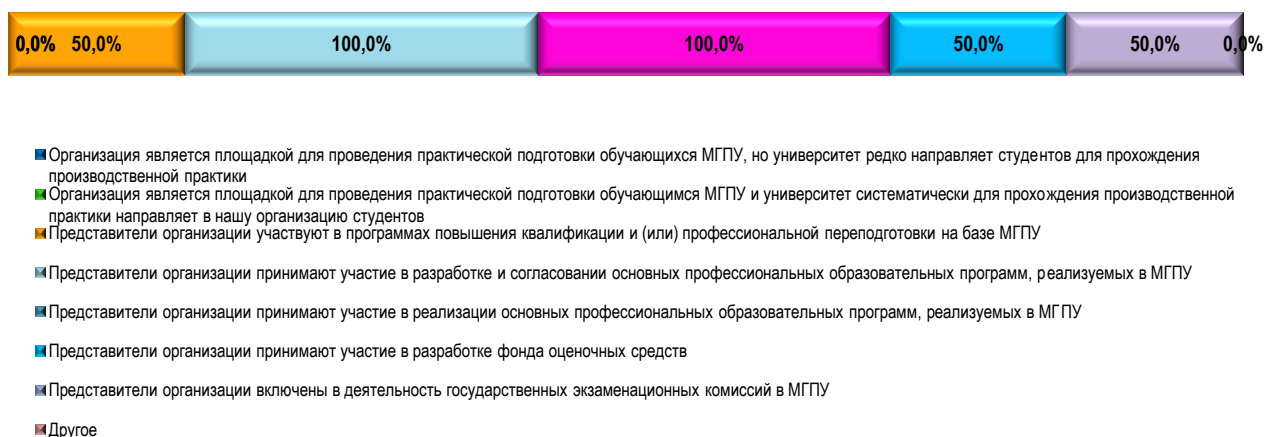 0,0% 50,0% 100,0% 100,0% 50,0% 50,0% 0,0%
Организация является площадкой для проведения практической подготовки обучающихся МГПУ, но университет редко направляет студентов для прохождения
производственной практики
Организация является площадкой для проведения практической подготовки обучающимся МГПУ и университет систематически для прохождения производственной
практики направляет в нашу организацию студентов
Представители организации участвуют в программах повышения квалификации и (или) профессиональной переподготовки на базе МГПУ
Представители организации принимают участие в разработке и согласовании основных профессиональных образовательных программ, реализуемых в МГПУ
Представители организации принимают участие в реализации основных профессиональных образовательных программ, реализуемых в МГПУ
Представители организации принимают участие в разработке фонда оценочных средств
Представители организации включены в деятельность государственных экзаменационных комиссий в МГПУ
Другое